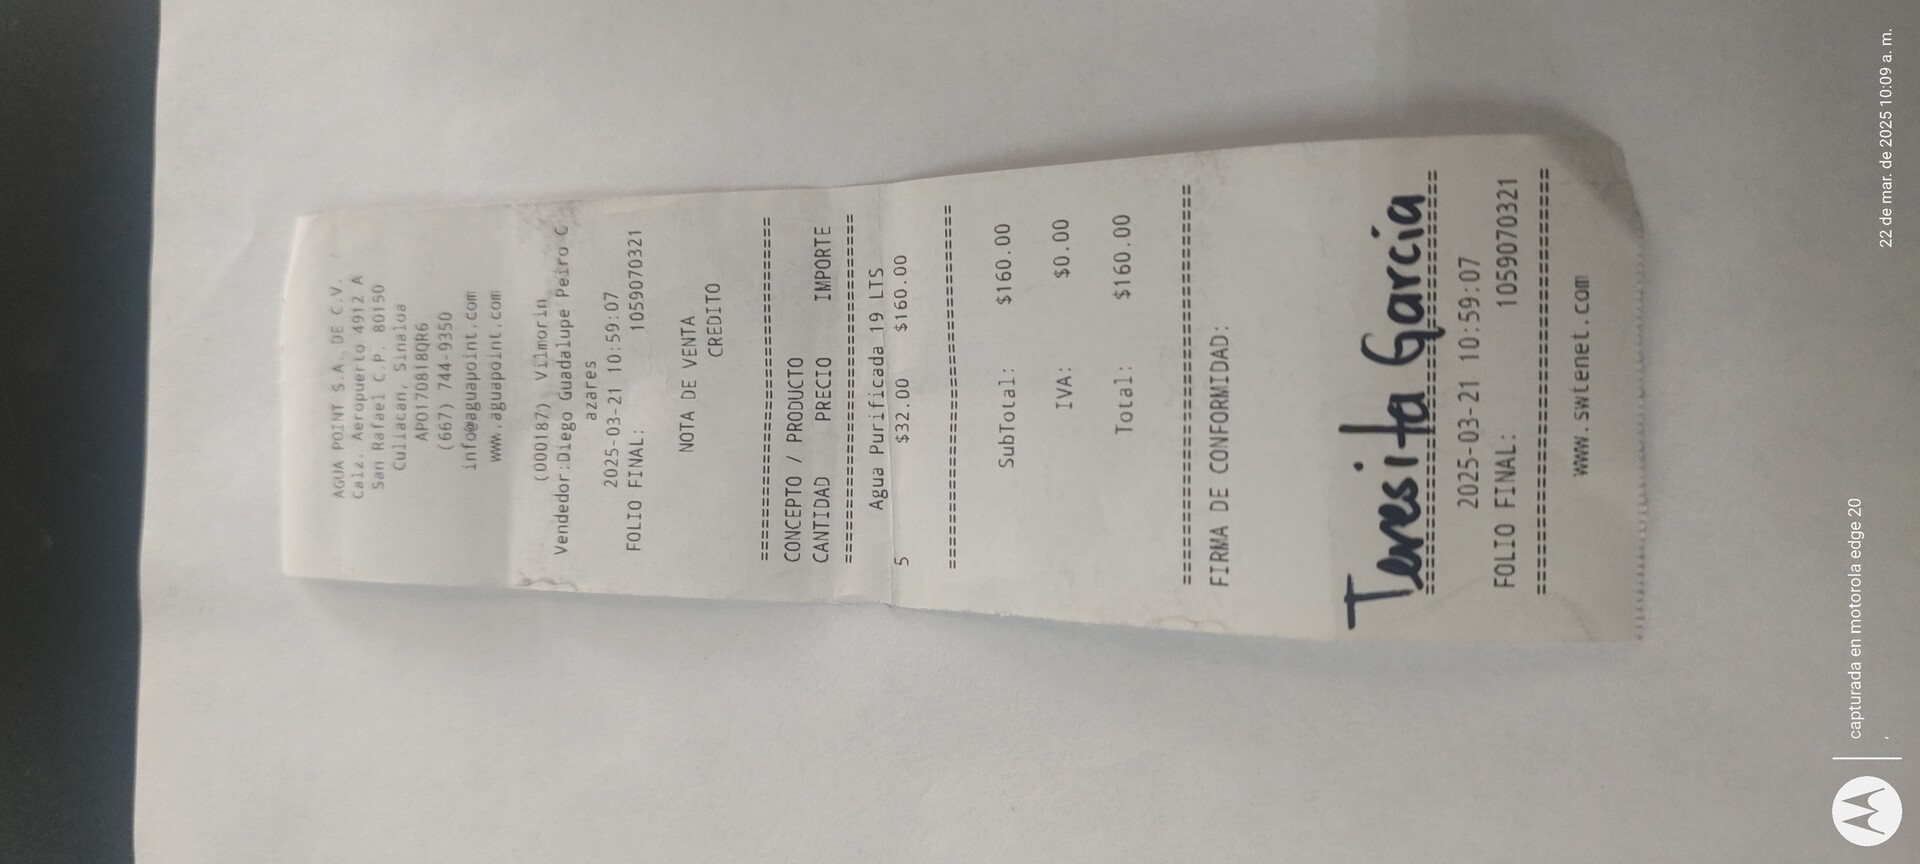 AGUA POINT S.A. DE C.V.
Calz. Aeropuerto 4912 A
San Rafael C.P. 80150
Culiacan, Sinaloa
APO170818QR6
(667) 744-9350
info@aguapoint.com
www.aguapoint.com
(000187) Vilmorin
Vendedor:Diego Guadalupe Peiro C
azares
2025-03-21 10:59:07
FOLIO FINAL: 1059070321
NOTA DE VENTA
CREDITO
================================
CONCEPTO / PRODUCTO
CANTIDAD PRECIO IMPORTE
================================
Agua Purificada 19 LTS
5 $32.00 $160.00
================================
SubTotal: $160.00
IVA: $0.00
Total: $160.00
================================
FIRMA DE CONFORMIDAD:
Teresita García
================================
2025-03-21 10:59:07
FOLIO FINAL: 1059070321
================================
www.swtenet.com
capturada en motorola edge 20
22 de mar. de 2025 10:09 a. m.